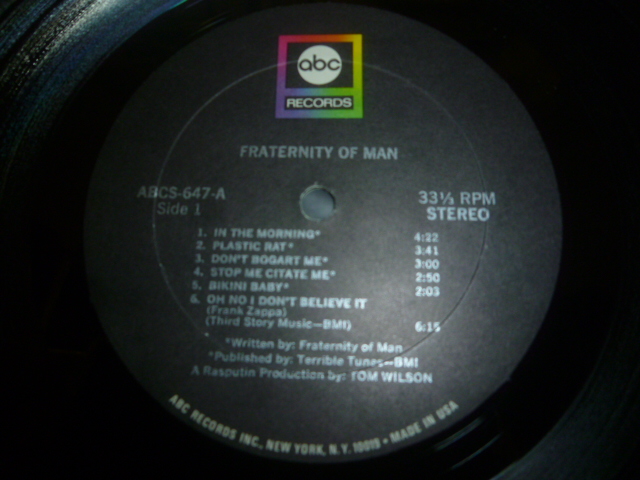 abc
RECORDS
FRATERNITY OF MAN
ABCS-647-A
Side 1
33⅓ RPM
STEREO
1. IN THE MORNING* 4:22
2. PLASTIC RAT* 3:41
3. DON'T BOGART ME* 3:00
4. STOP ME CITATE ME* 2:50
5. BIKINI BABY* 2:03
6. OH NO I DON'T BELIEVE IT
(Frank Zappa)
(Third Story Music—BMI) 6:15
*Written by: Fraternity of Man
*Published by: Terrible Tunes—BMI
A Rasputin Production by: TOM WILSON
ABC RECORDS INC., NEW YORK, N.Y. 10019 • MADE IN USA